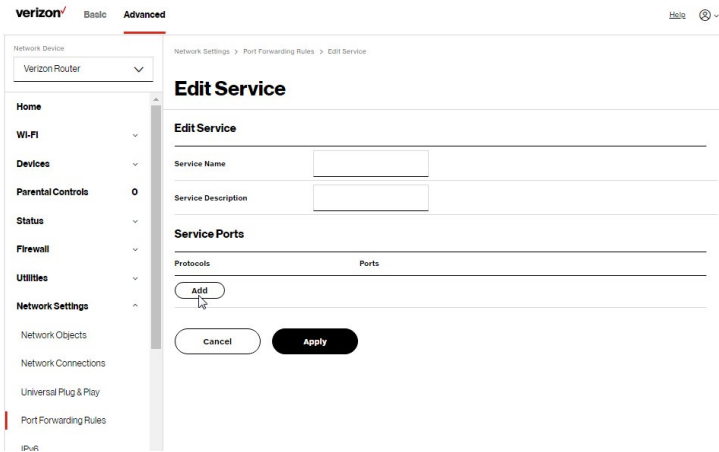 verizon✓ Basic Advanced Help
Network Device
Verizon Router
Home
Wi-Fi
Devices
Parental Controls 0
Status
Firewall
Utilities
Network Settings
Network Objects
Network Connections
Universal Plug & Play
Port Forwarding Rules
IPv6
Network Settings > Port Forwarding Rules > Edit Service
Edit Service
Edit Service
Service Name
Service Description
Service Ports
Protocols Ports
Add
Cancel Apply